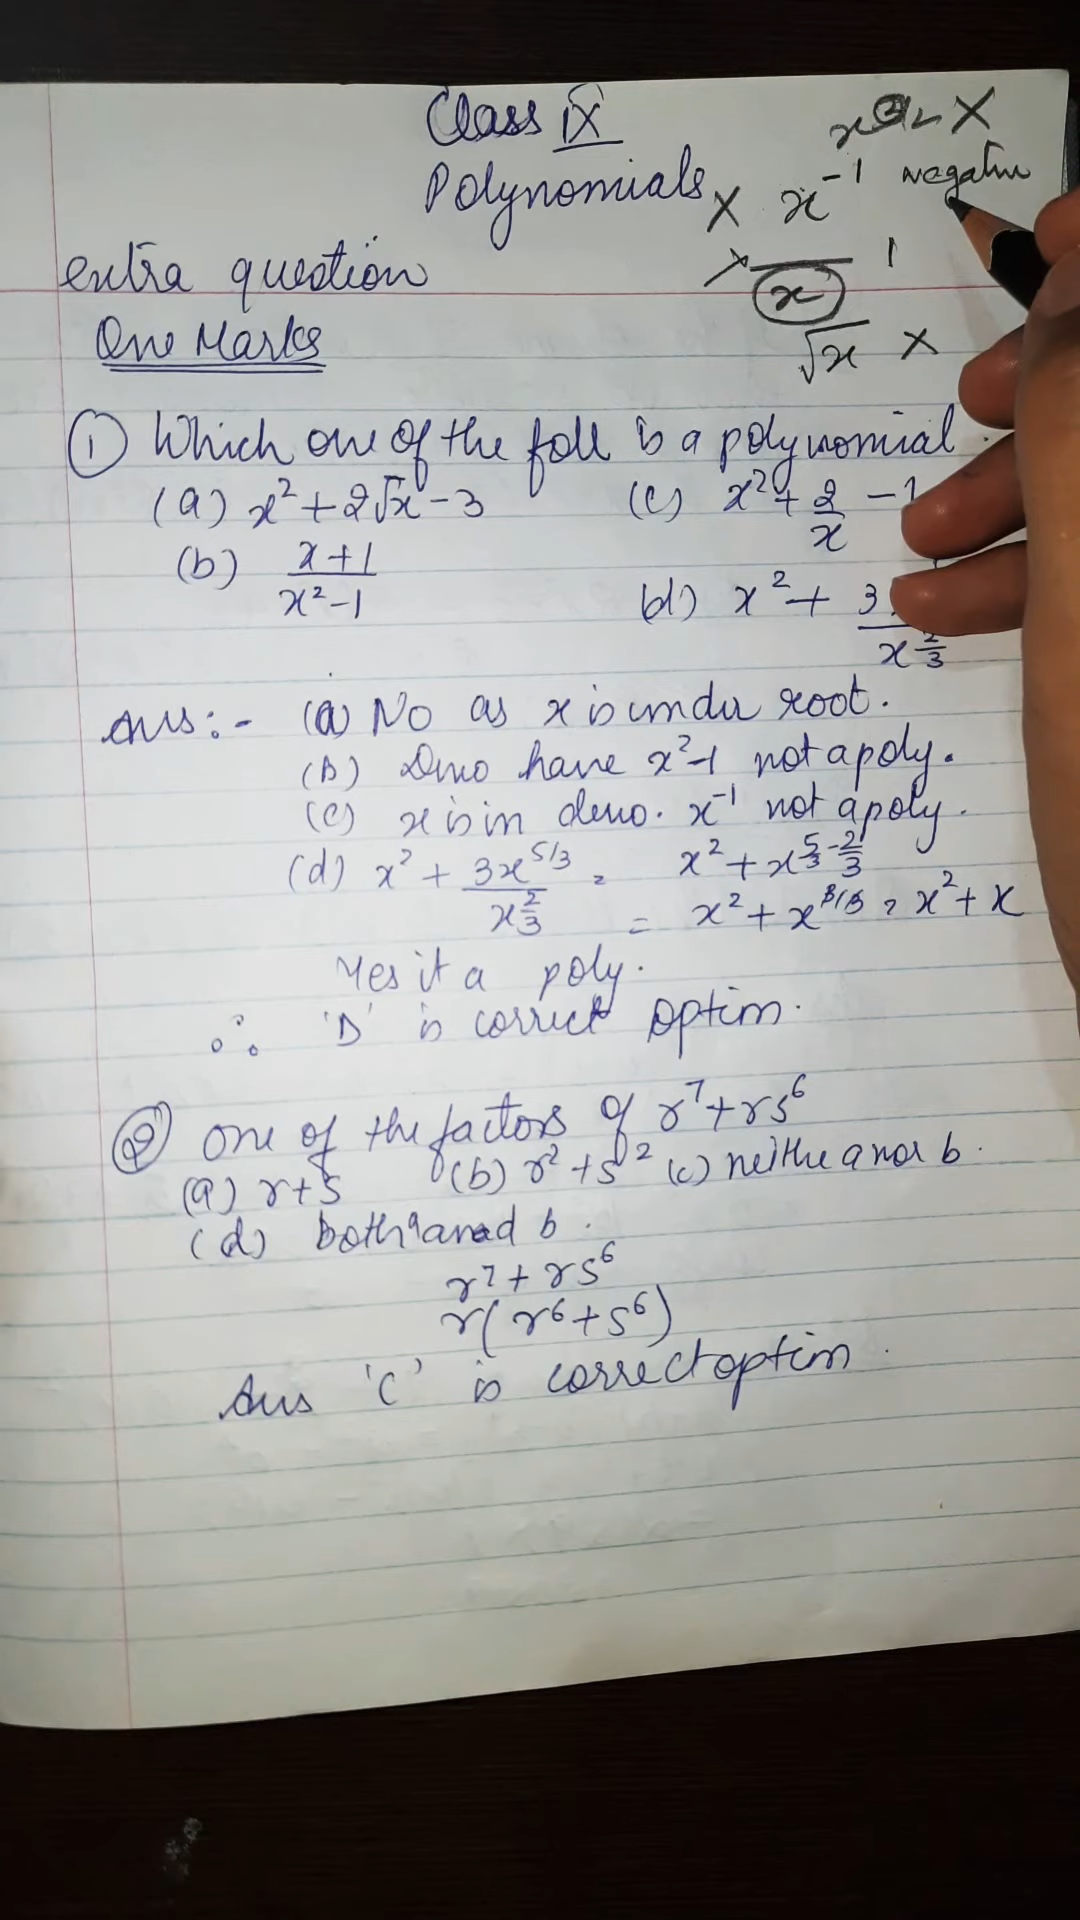 Class IX
Polynomials
x x
x x⁻¹ negative
x 1
x
√x x
extra question
One Marks
① Which one of the foll is a polynomial.
(a) x²+2√x-3 (c) x²+2/x -1
(b) x+1/x²-1
(d) x²+ 3/x^2/3
Ans:- (a) No as x is under root.
(B) Deno have x²-1 not a poly.
(c) x is in deno. x⁻¹ not a poly.
(d) x² + 3x^5/3/x^2/3 = x²+x^5/3-2/3
= x²+x^3/3 = x²+x
Yes it a poly.
∴ 'D' is correct option.
② One of the factors of r⁷+rs⁶
(a) r+s (b) r²+s² (c) neithe a nor b.
(d) both a and b.
r⁷+rs⁶
r(r⁶+s⁶)
Ans 'C' is correct option.